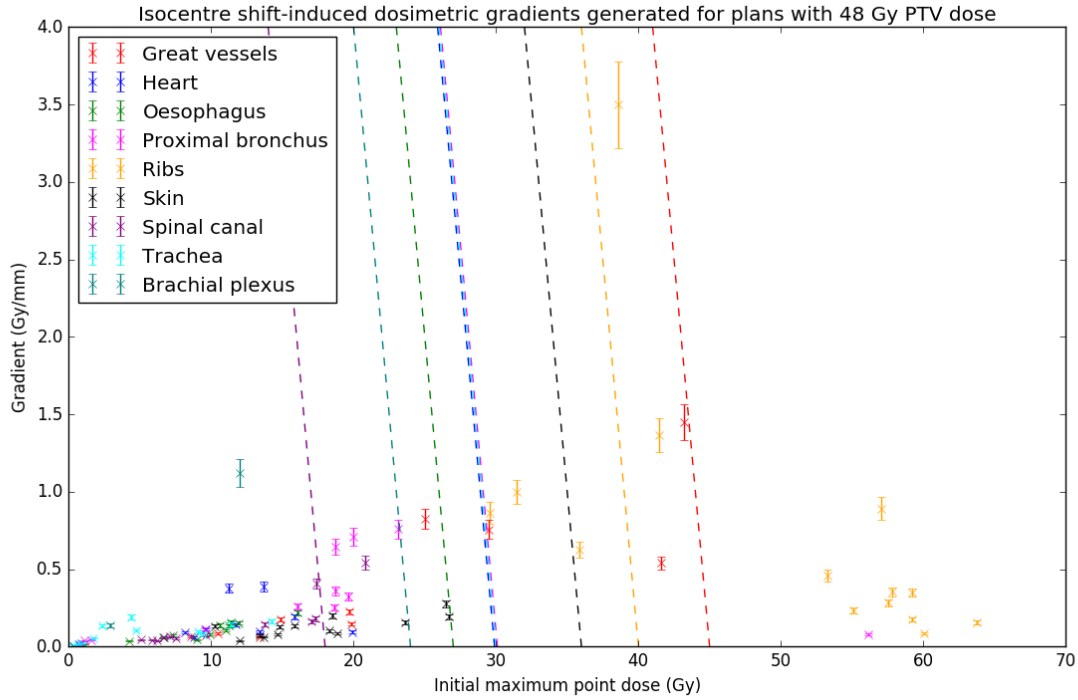 Isocentre shift-induced dosimetric gradients generated for plans with 48 Gy PTV dose
Gradient (Gy/mm)
4.0
3.5
3.0
2.5
2.0
1.5
1.0
0.5
0.0
Great vessels
Heart
Oesophagus
Proximal bronchus
Ribs
Skin
Spinal canal
Trachea
Brachial plexus
0 10 20 30 40 50 60 70
Initial maximum point dose (Gy)